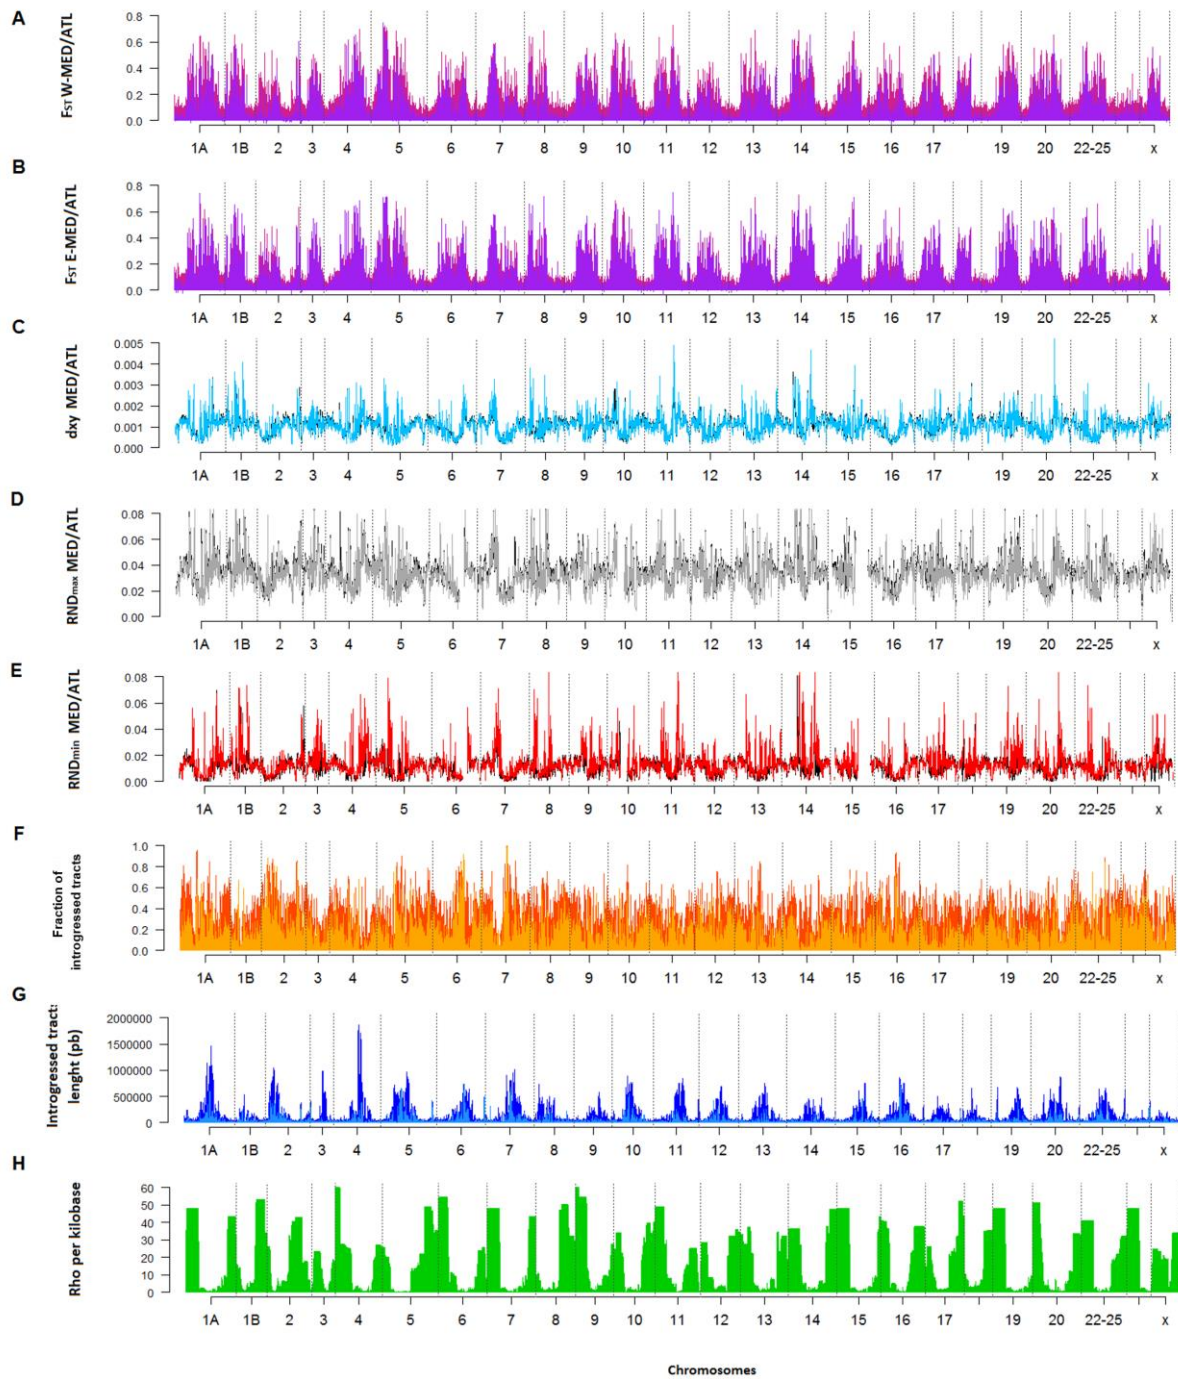 A
FST W-MED/ATL
0.8
0.6
0.4
0.2
0.0
1A 1B 2 3 4 5 6 7 8 9 10 11 12 13 14 15 16 17 18 19 20 22-25 x
B
FST E-MED/ATL
0.8
0.6
0.4
0.2
0.0
1A 1B 2 3 4 5 6 7 8 9 10 11 12 13 14 15 16 17 18 19 20 22-25 x
C
dxy MED/ATL
0.005
0.004
0.003
0.002
0.001
0.000
1A 1B 2 3 4 5 6 7 8 9 10 11 12 13 14 15 16 17 19 20 22-25 x
D
RNDmax MED/ATL
0.08
0.06
0.04
0.02
0.00
1A 1B 2 3 4 5 6 7 8 9 10 11 12 13 14 15 16 17 19 20 22-25 x
E
RNDmin MED/ATL
0.08
0.06
0.04
0.02
0.00
1A 1B 2 3 4 5 6 7 8 9 10 11 12 13 14 15 16 17 19 20 22-25 x
F
Fraction of
introgressed tracts
1.0
0.8
0.6
0.4
0.2
0.0
1A 1B 2 3 4 5 6 7 8 9 10 11 12 13 14 15 16 17 19 20 22-25 x
G
Introgressed tract:
lenght (pb)
2000000
1500000
1000000
500000
0
1A 1B 2 3 4 5 6 7 8 9 10 11 12 13 14 15 16 17 19 20 22-25 x
H
Rho per kilobase
60
50
40
30
20
10
0
1A 1B 2 3 4 5 6 7 8 9 10 11 12 13 14 15 16 17 19 20 22-25 x
Chromosomes